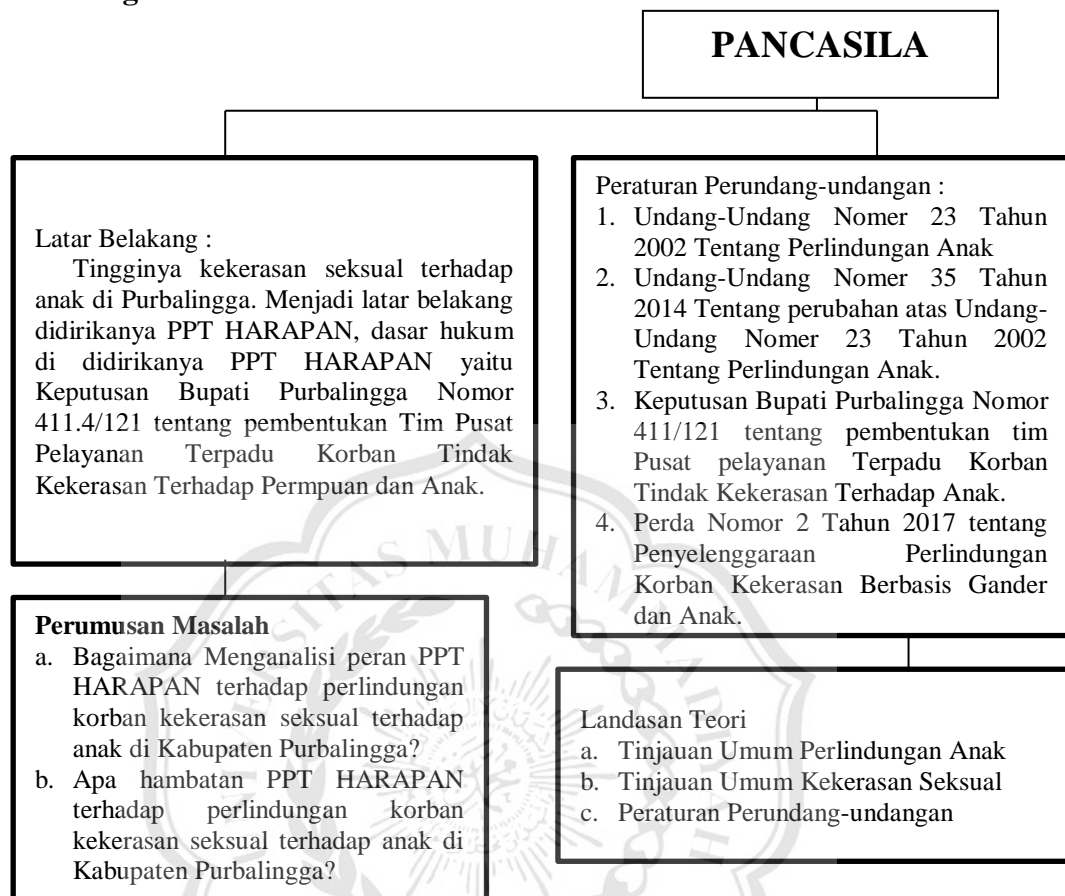 PANCASILA
Latar Belakang :
Tingginya kekerasan seksual terhadap
anak di Purbalingga. Menjadi latar belakang
didirikanya PPT HARAPAN, dasar hukum
di didirikanya PPT HARAPAN yaitu
Keputusan Bupati Purbalingga Nomor
411.4/121 tentang pembentukan Tim Pusat
Pelayanan Terpadu Korban Tindak
Kekerasan Terhadap Permpuan dan Anak.
Peraturan Perundang-undangan :
1. Undang-Undang Nomer 23 Tahun
2002 Tentang Perlindungan Anak
2. Undang-Undang Nomer 35 Tahun
2014 Tentang perubahan atas Undang-
Undang Nomer 23 Tahun 2002
Tentang Perlindungan Anak.
3. Keputusan Bupati Purbalingga Nomor
411/121 tentang pembentukan tim
Pusat pelayanan Terpadu Korban
Tindak Kekerasan Terhadap Anak.
4. Perda Nomor 2 Tahun 2017 tentang
Penyelenggaraan Perlindungan
Korban Kekerasan Berbasis Gander
dan Anak.
Perumusan Masalah
a. Bagaimana Menganalisi peran PPT
HARAPAN terhadap perlindungan
korban kekerasan seksual terhadap
anak di Kabupaten Purbalingga?
b. Apa hambatan PPT HARAPAN
terhadap perlindungan korban
kekerasan seksual terhadap anak di
Kabupaten Purbalingga?
Landasan Teori
a. Tinjauan Umum Perlindungan Anak
b. Tinjauan Umum Kekerasan Seksual
c. Peraturan Perundang-undangan